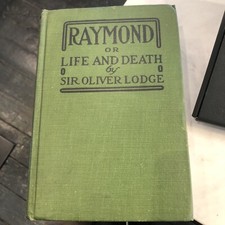 RAYMOND
OR
LIFE AND DEATH
by
SIR OLIVER LODGE